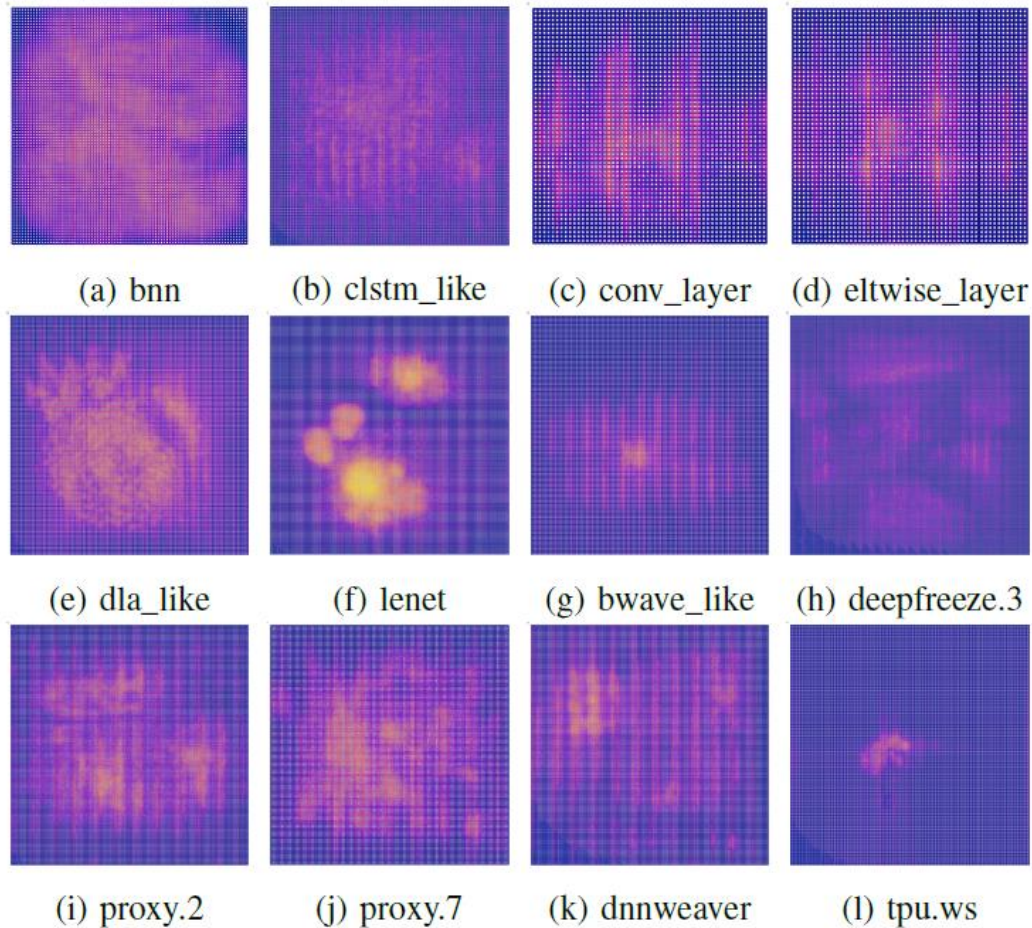 (a) bnn
(b) clstm_like
(c) conv_layer
(d) eltwise_layer
(e) dla_like
(f) lenet
(g) bwave_like
(h) deepfreeze.3
(i) proxy.2
(j) proxy.7
(k) dnnweaver
(l) tpu.ws